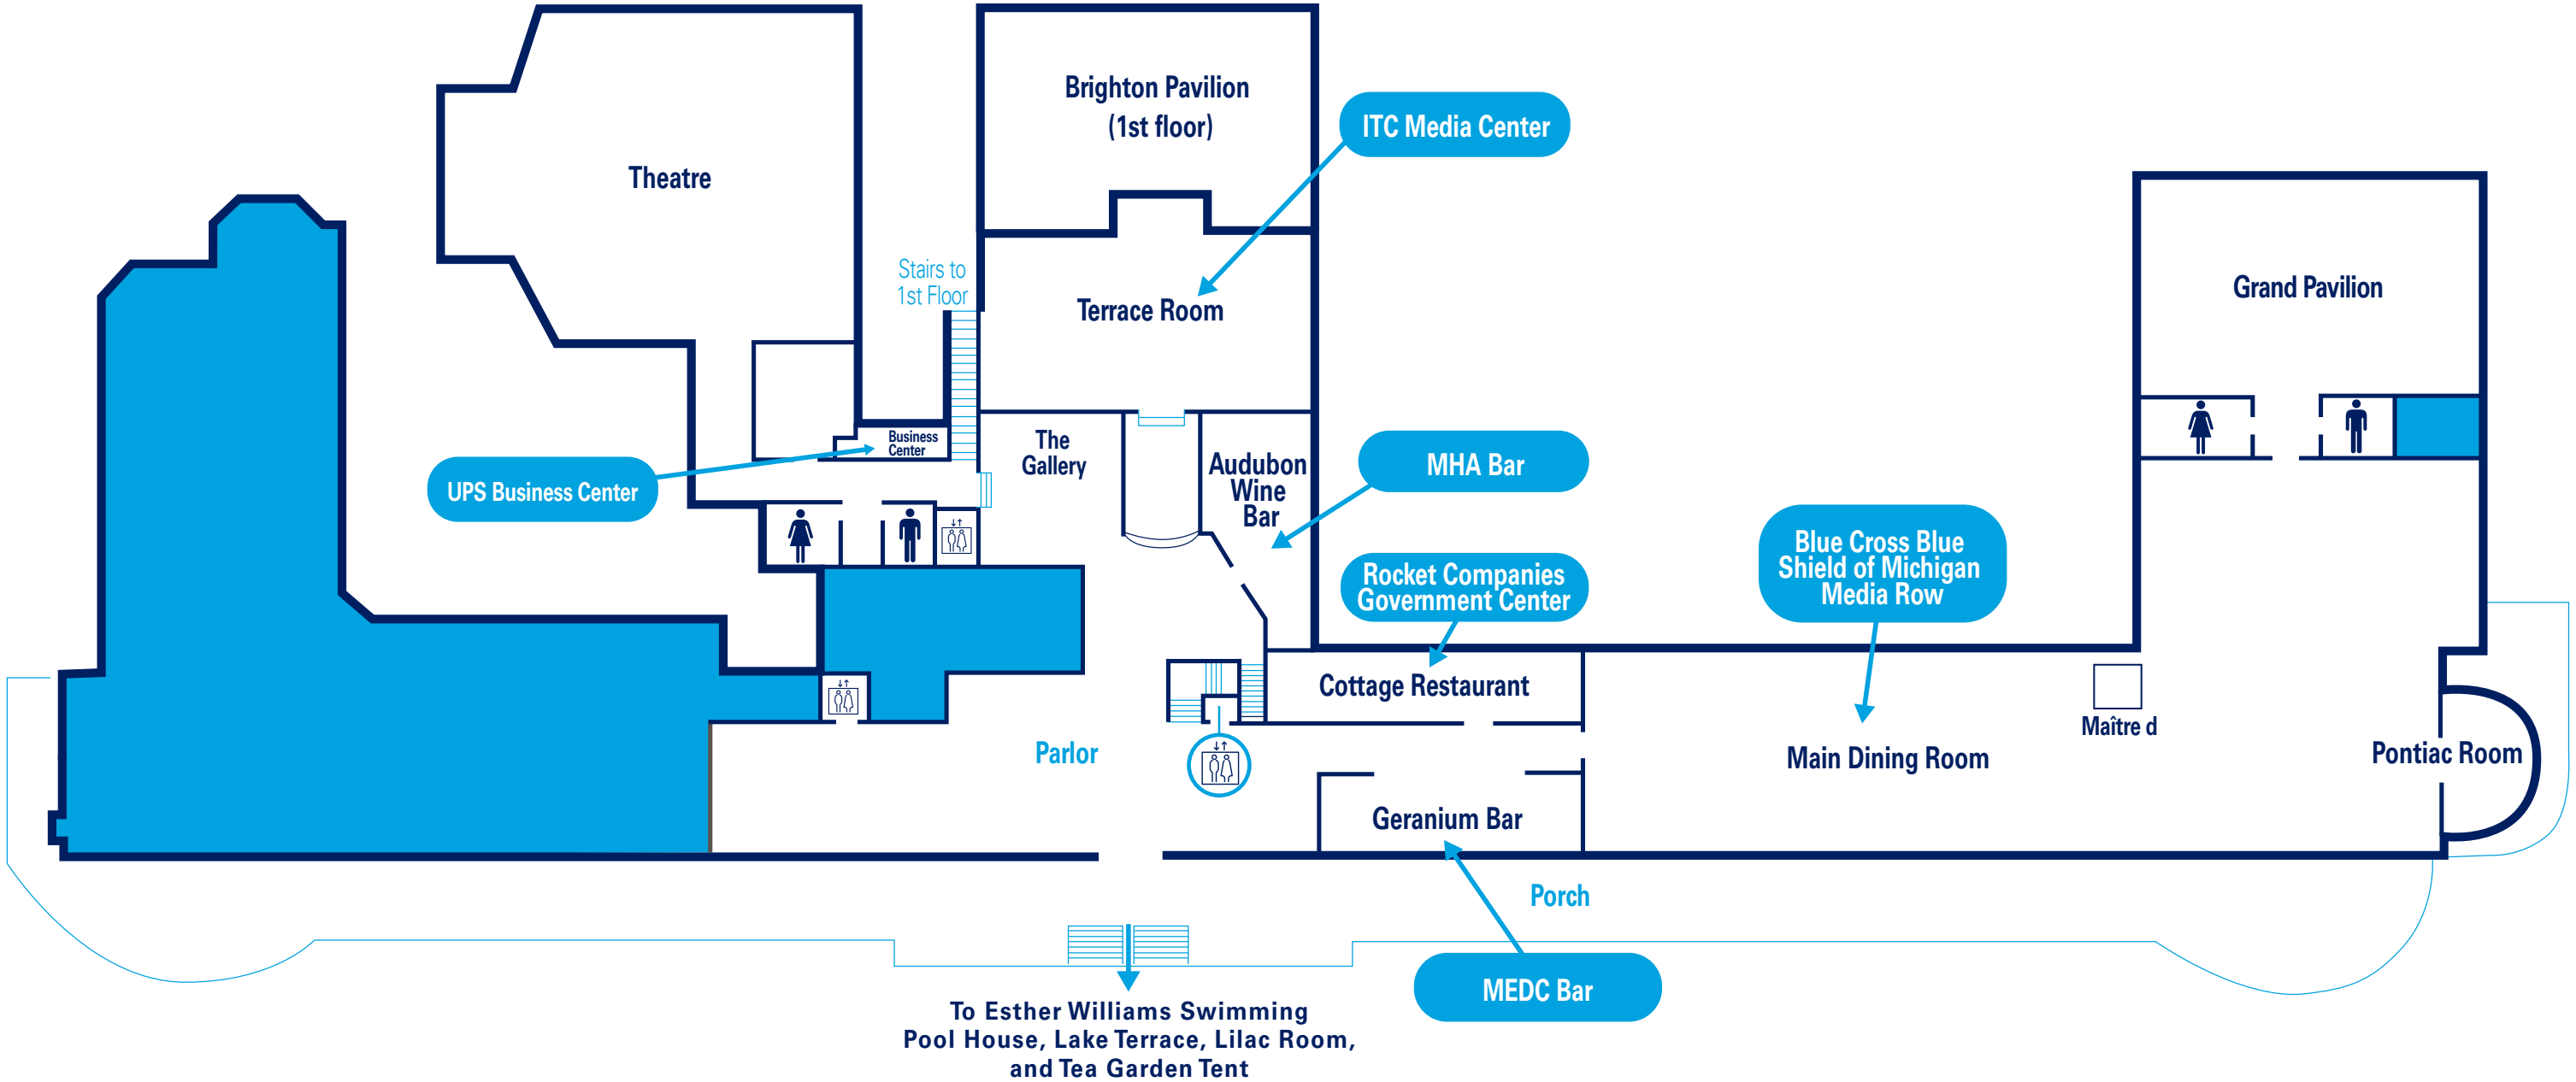 Brighton Pavilion
(1st floor)
ITC Media Center
Theatre
Stairs to
1st Floor
Terrace Room
Grand Pavilion
Business
Center
The
Gallery
Audubon
Wine
Bar
MHA Bar
UPS Business Center
Blue Cross Blue
Shield of Michigan
Media Row
Rocket Companies
Government Center
Cottage Restaurant
Maître d
Parlor
Main Dining Room
Pontiac Room
Geranium Bar
Porch
MEDC Bar
To Esther Williams Swimming
Pool House, Lake Terrace, Lilac Room,
and Tea Garden Tent